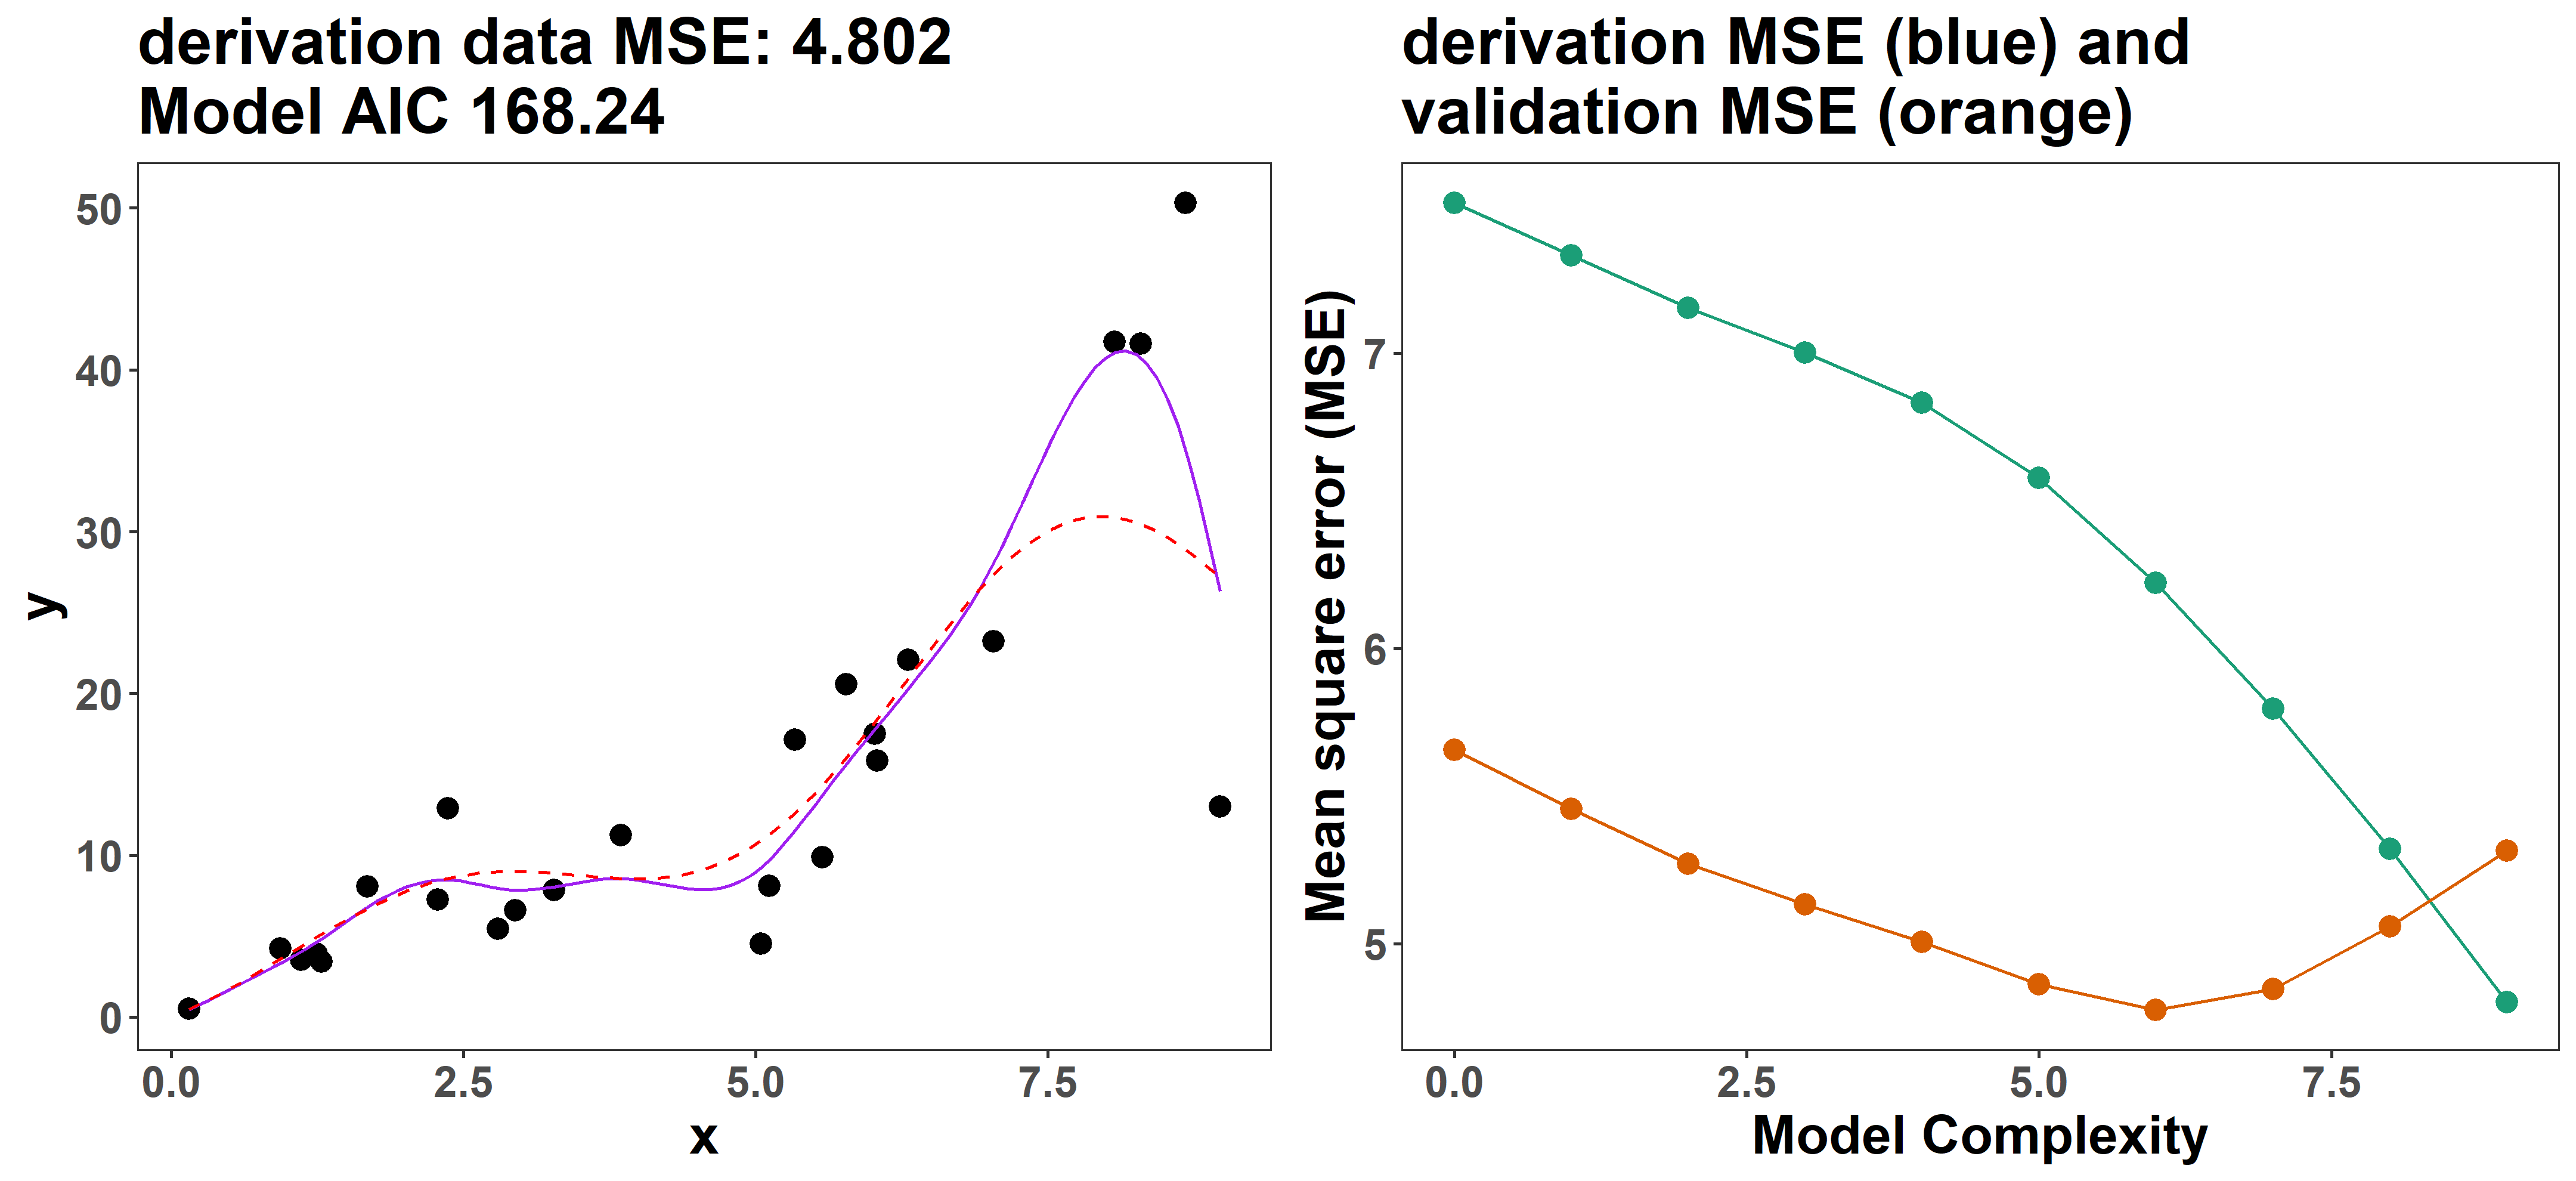 derivation data MSE: 4.802
Model AIC 168.24
50
40
30
20
10
0
y
0.0 2.5 5.0 7.5
x
derivation MSE (blue) and
validation MSE (orange)
Mean square error (MSE)
7
6
5
0.0 2.5 5.0 7.5
Model Complexity